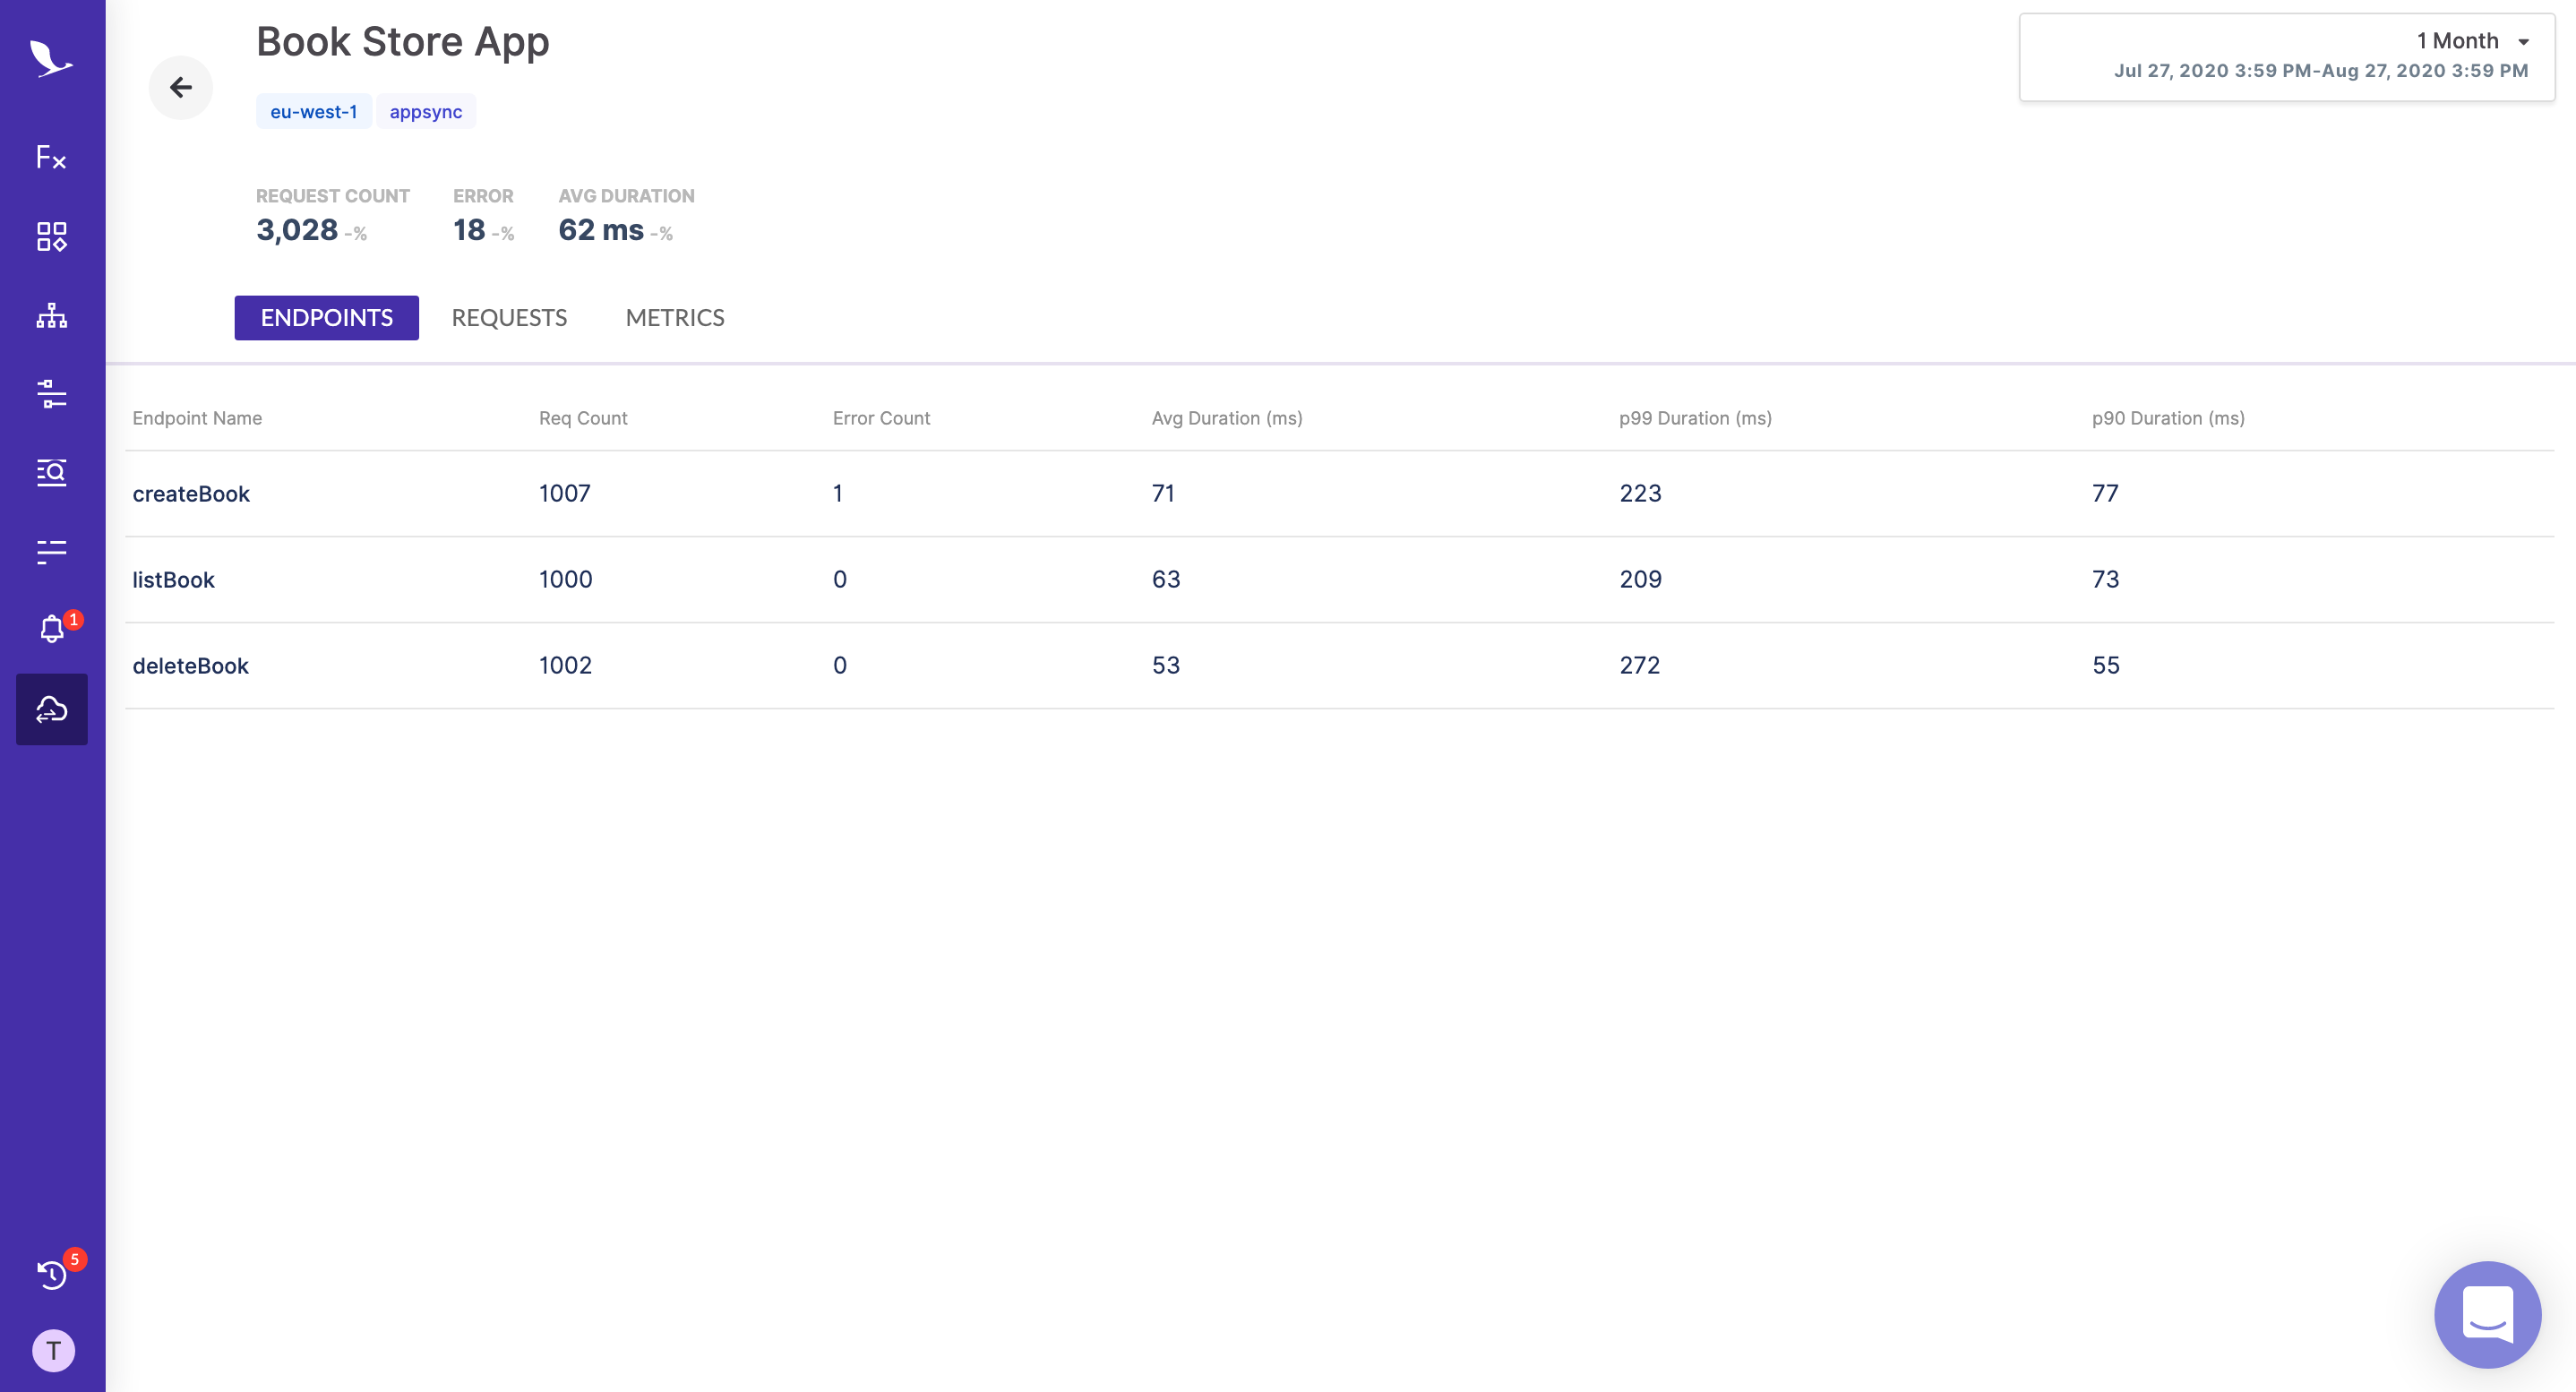 Book Store App
1 Month
Jul 27, 2020 3:59 PM-Aug 27, 2020 3:59 PM
eu-west-1 appsync
Fx
REQUEST COUNT ERROR AVG DURATION
3,028 -% 18 -% 62 ms -%
ENDPOINTS REQUESTS METRICS
Endpoint Name Req Count Error Count Avg Duration (ms) p99 Duration (ms) p90 Duration (ms)
createBook 1007 1 71 223 77
listBook 1000 0 63 209 73
1
deleteBook 1002 0 53 272 55
5
T